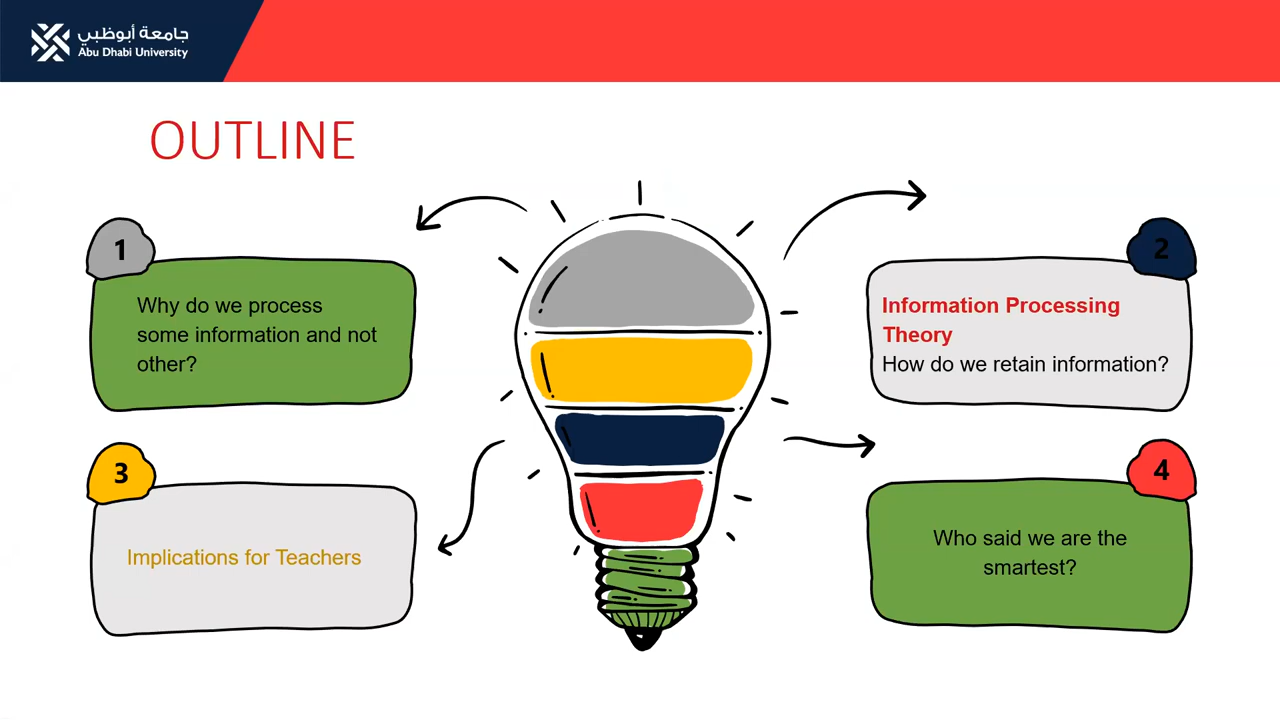 جامعة أبوظبي
Abu Dhabi University
OUTLINE
1
Why do we process
some information and not
other?
2
Information Processing
Theory
How do we retain information?
3
Implications for Teachers
4
Who said we are the
smartest?